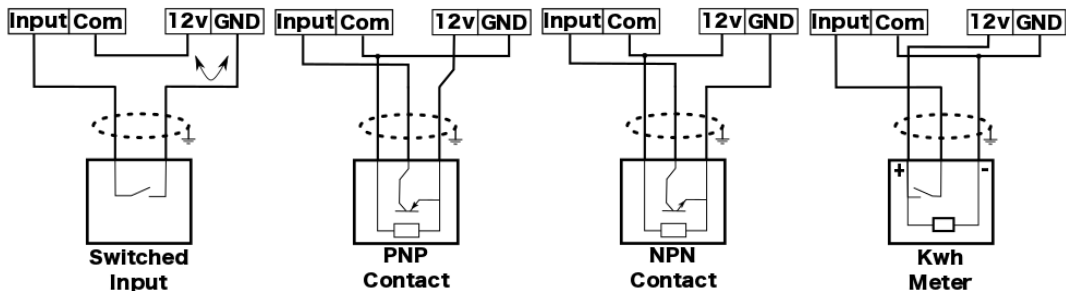 Input Com 12v GND Input Com 12v GND Input Com 12v GND Input Com 12v GND
+ -
Switched PNP NPN Kwh
Input Contact Contact Meter